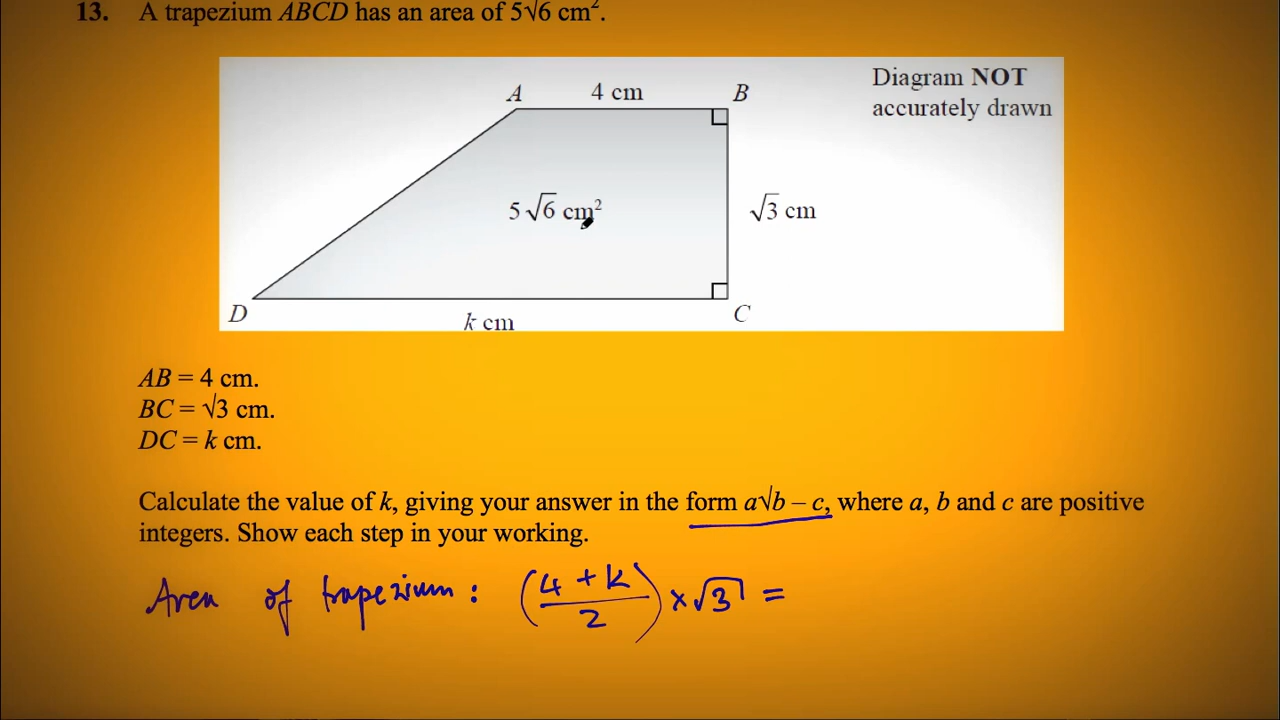 13. A trapezium ABCD has an area of 5√6 cm².
A 4 cm B
Diagram NOT
accurately drawn
5√6 cm²
√3 cm
D
k cm
C
AB = 4 cm.
BC = √3 cm.
DC = k cm.
Calculate the value of k, giving your answer in the form a√b – c, where a, b and c are positive
integers. Show each step in your working.
Area of trapezium : (4 + k / 2) × √3 =